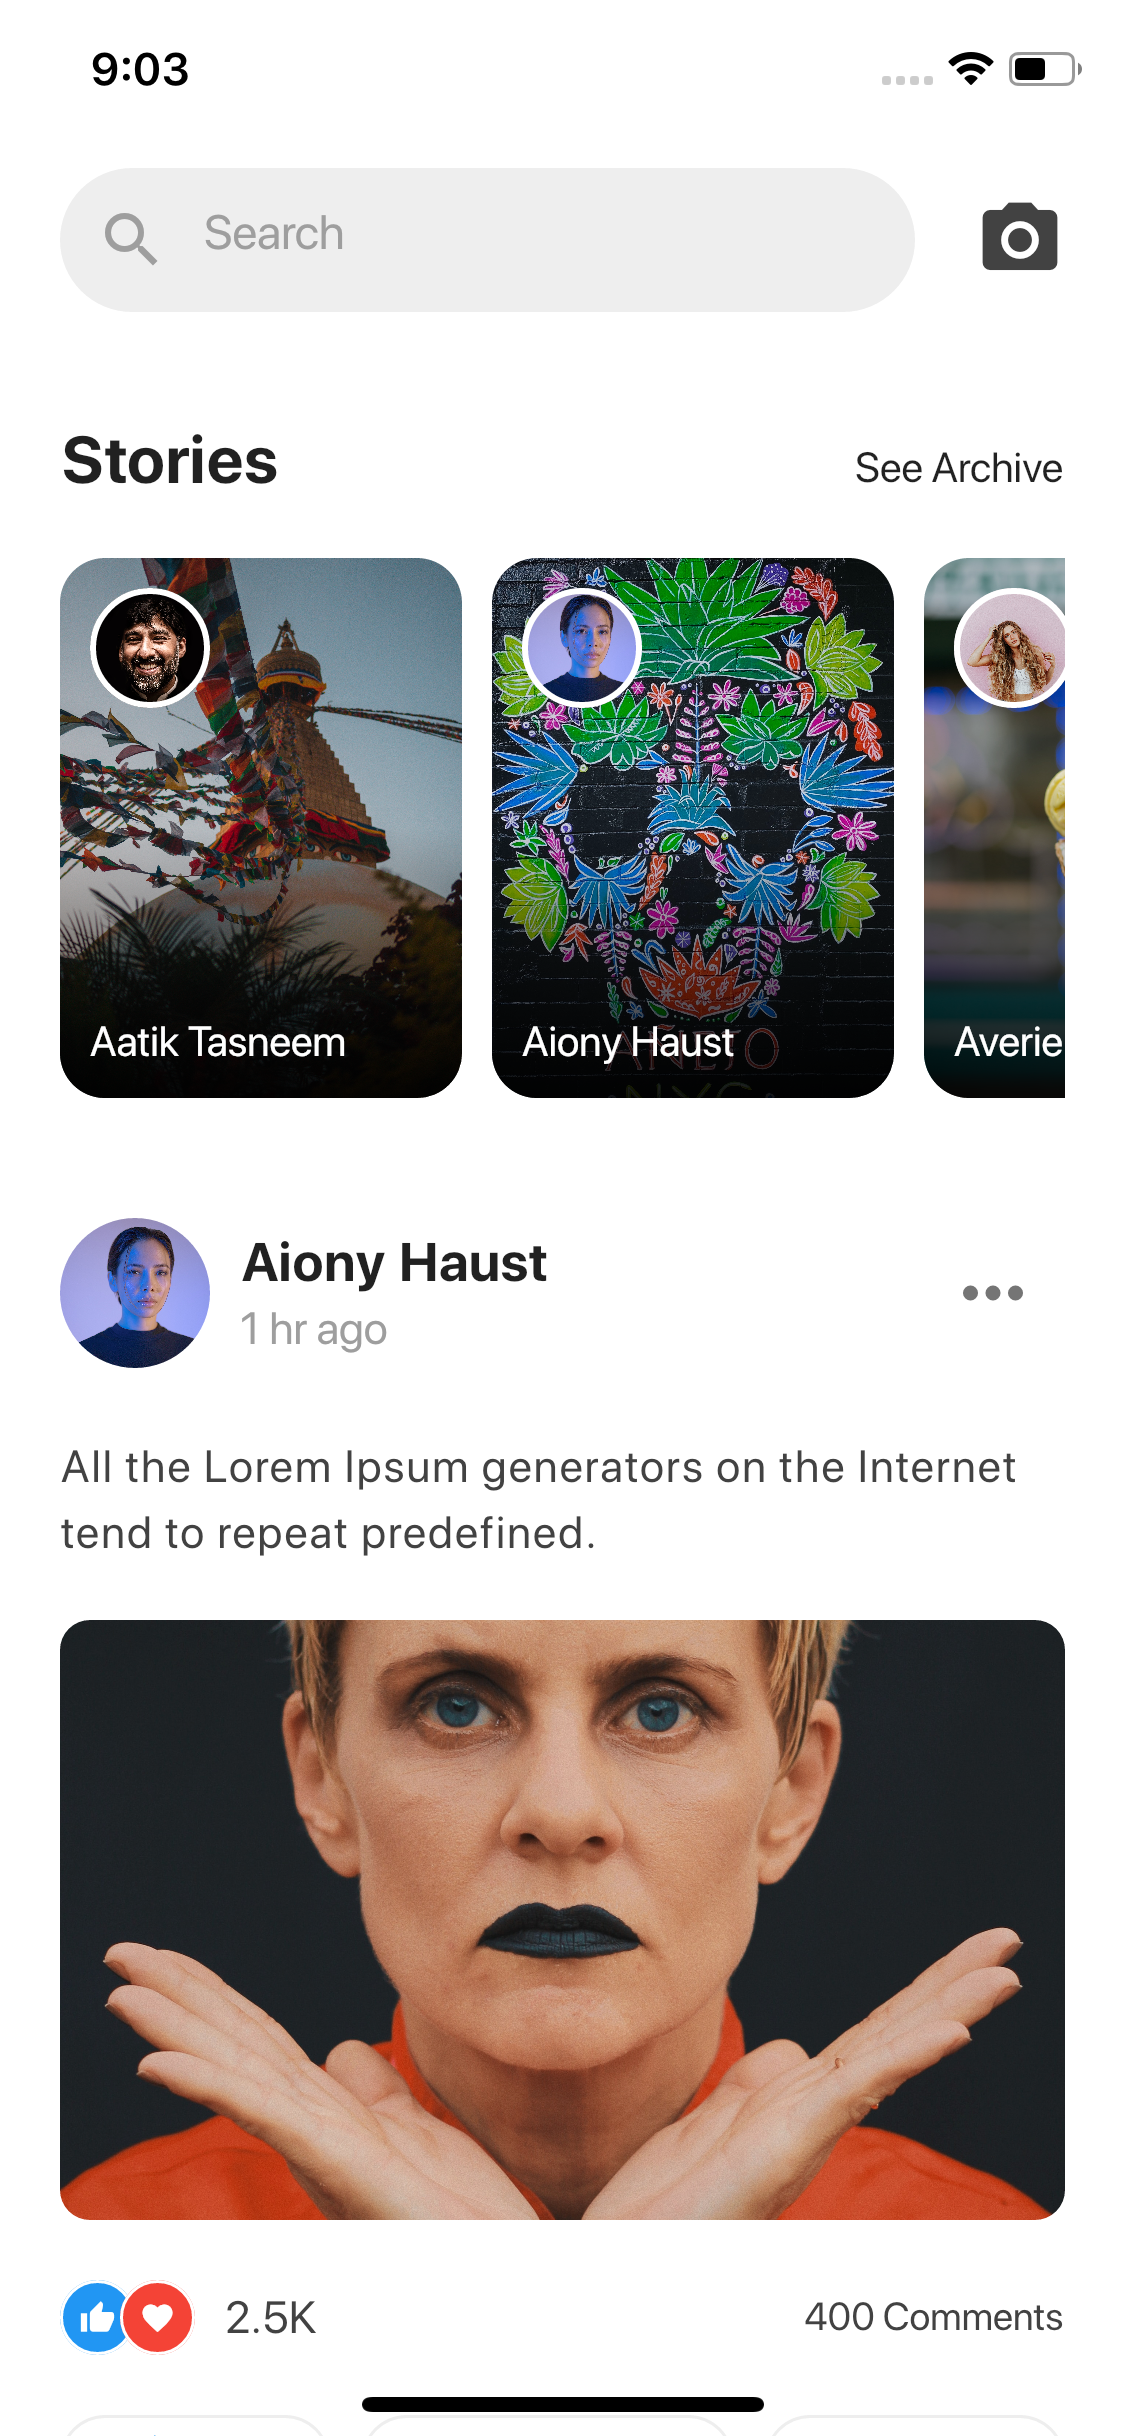 9:03
Search
Stories
See Archive
Aatik Tasneem
Aiony Haust
Averie
AÑEJO
Aiony Haust
1 hr ago
All the Lorem Ipsum generators on the Internet
tend to repeat predefined.
2.5K
400 Comments